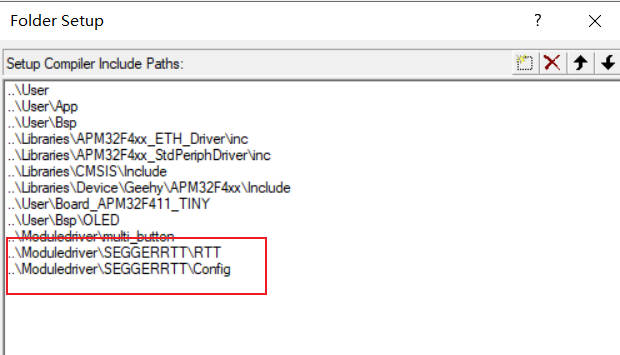 Folder Setup
?
Setup Compiler Include Paths:
..\User
..\User\App
..\User\Bsp
..\Libraries\APM32F4xx_ETH_Driver\inc
..\Libraries\APM32F4xx_StdPeriphDriver\inc
..\Libraries\CMSIS\Include
..\Libraries\Device\Geehy\APM32F4xx\Include
..\User\Board_APM32F411_TINY
..\User\Bsp\OLED
..\Moduledriver\multi_button
..\Moduledriver\SEGGERRTT\RTT
..\Moduledriver\SEGGERRTT\Config